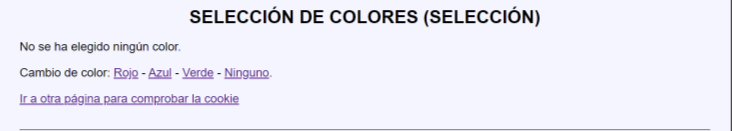 SELECCIÓN DE COLORES (SELECCIÓN)
No se ha elegido ningún color.
Cambio de color: Rojo - Azul - Verde - Ninguno.
Ir a otra página para comprobar la cookie